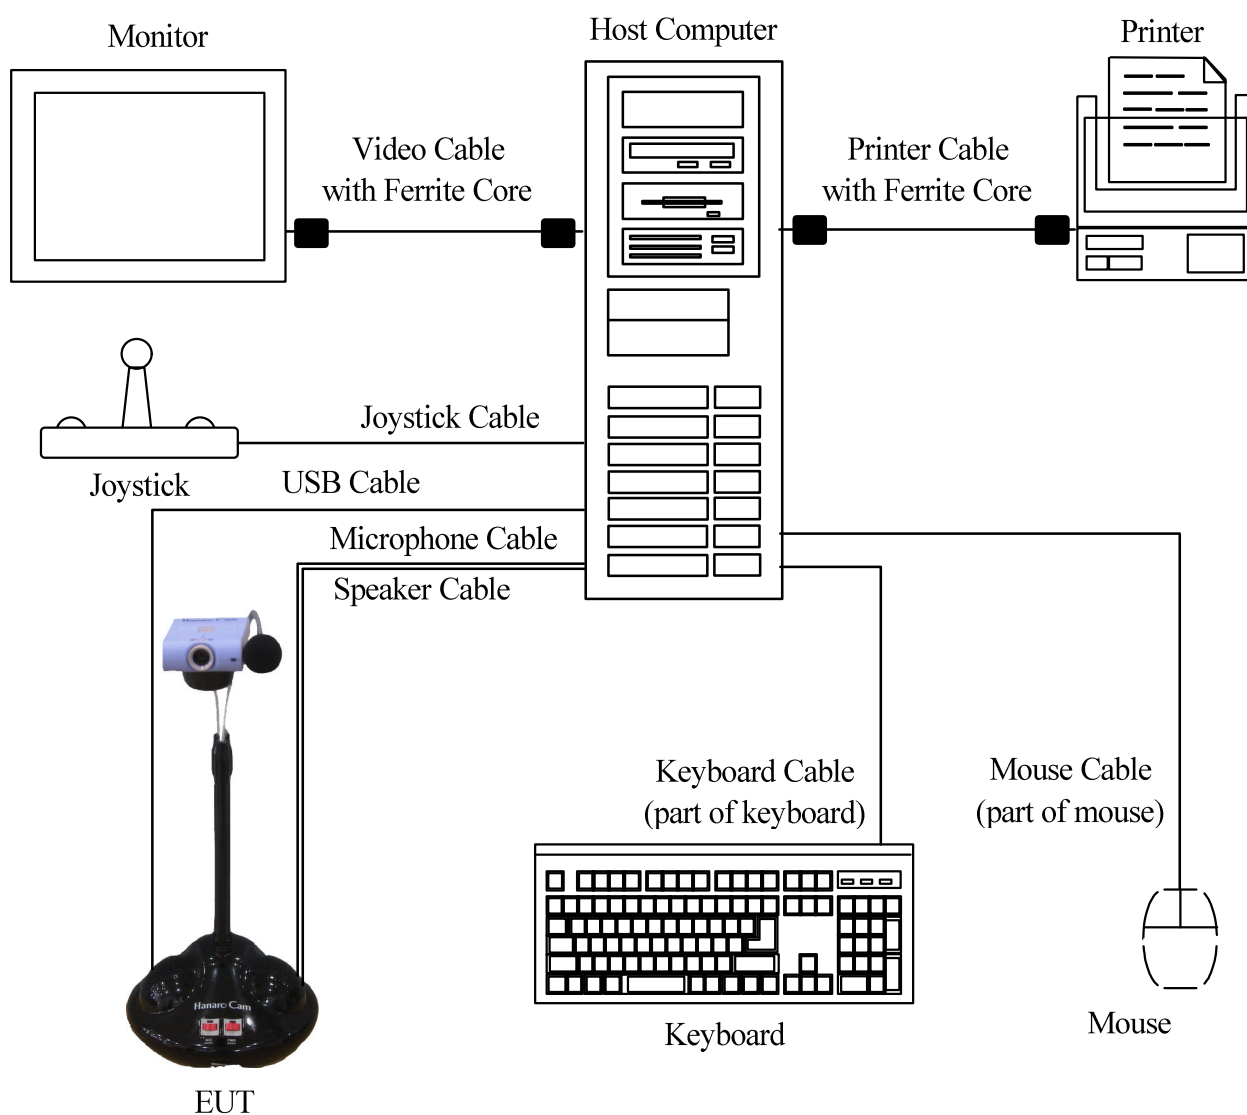 Monitor
Host Computer
Printer
Video Cable
with Ferrite Core
Printer Cable
with Ferrite Core
Joystick Cable
Joystick
USB Cable
Microphone Cable
Speaker Cable
Hanaro Cam
Keyboard Cable
(part of keyboard)
Mouse Cable
(part of mouse)
Hanaro Cam
Keyboard
Mouse
EUT